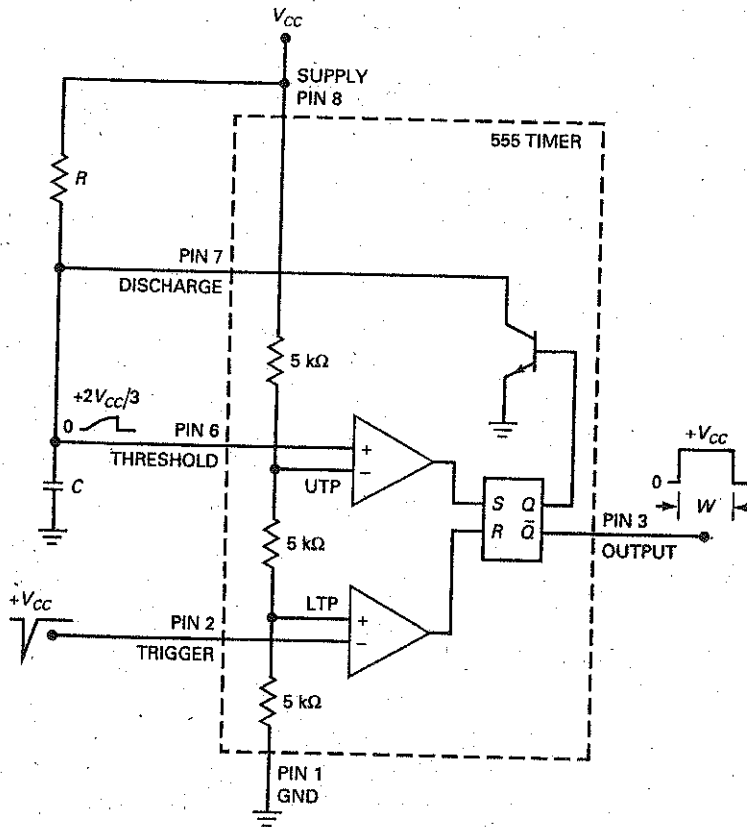 V_CC
SUPPLY
PIN 8
555 TIMER
R
PIN 7
DISCHARGE
5 kΩ
+2V_CC/3
0
PIN 6
THRESHOLD
+
−
UTP
C
S Q
R Q̄
+V_CC
0
W
PIN 3
OUTPUT
5 kΩ
LTP
+
−
+V_CC
PIN 2
TRIGGER
5 kΩ
PIN 1
GND